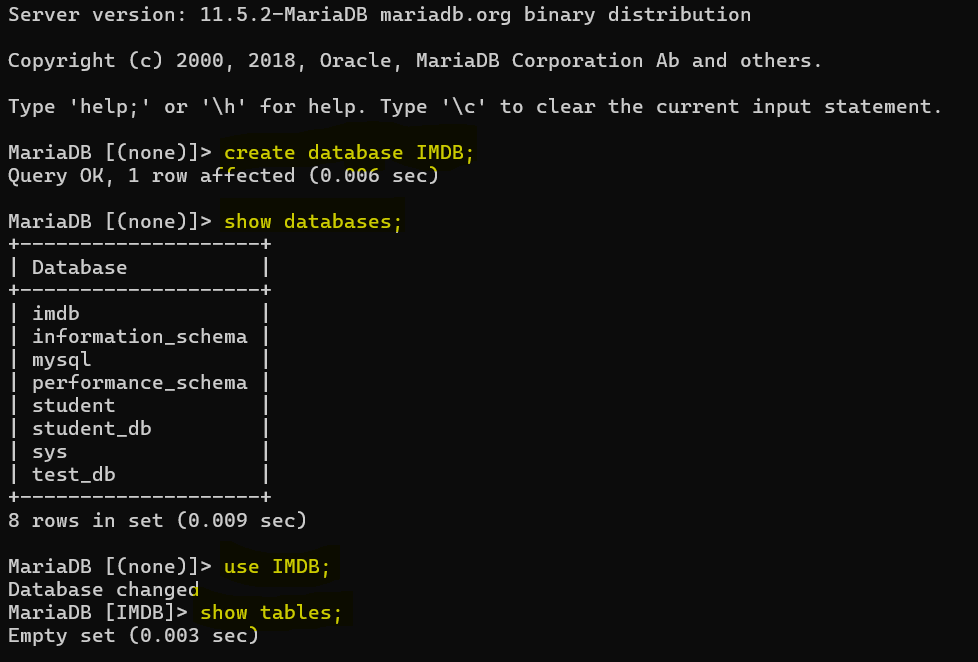 Server version: 11.5.2-MariaDB mariadb.org binary distribution
Copyright (c) 2000, 2018, Oracle, MariaDB Corporation Ab and others.
Type 'help;' or '\h' for help. Type '\c' to clear the current input statement.
MariaDB [(none)]> create database IMDB;
Query OK, 1 row affected (0.006 sec)
MariaDB [(none)]> show databases;
+--------------------+
| Database           |
+--------------------+
| imdb               |
| information_schema |
| mysql              |
| performance_schema |
| student            |
| student_db         |
| sys                |
| test_db            |
+--------------------+
8 rows in set (0.009 sec)
MariaDB [(none)]> use IMDB;
Database changed
MariaDB [IMDB]> show tables;
Empty set (0.003 sec)